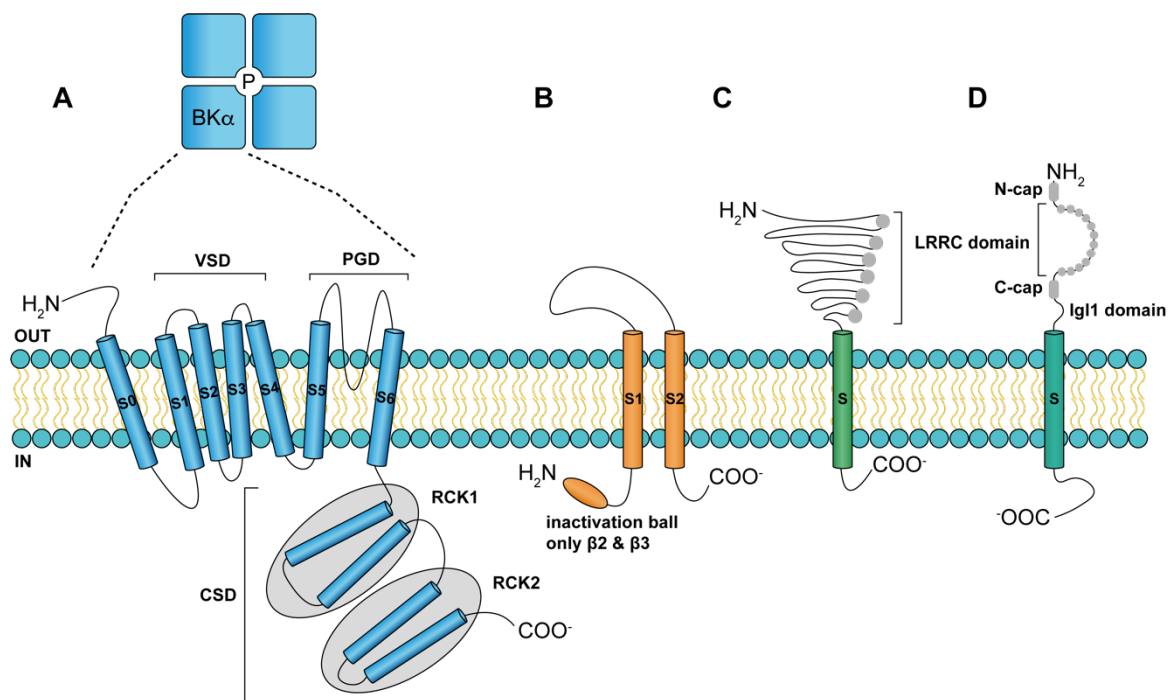 A
P
BKα
H₂N
OUT
IN
VSD
PGD
S0
S1
S2
S3
S4
S5
S6
CSD
RCK1
RCK2
COO⁻
B
S1
S2
H₂N
inactivation ball
only β2 & β3
COO⁻
C
H₂N
LRRC domain
S
COO⁻
D
NH₂
N-cap
C-cap
Igl1 domain
S
⁻OOC